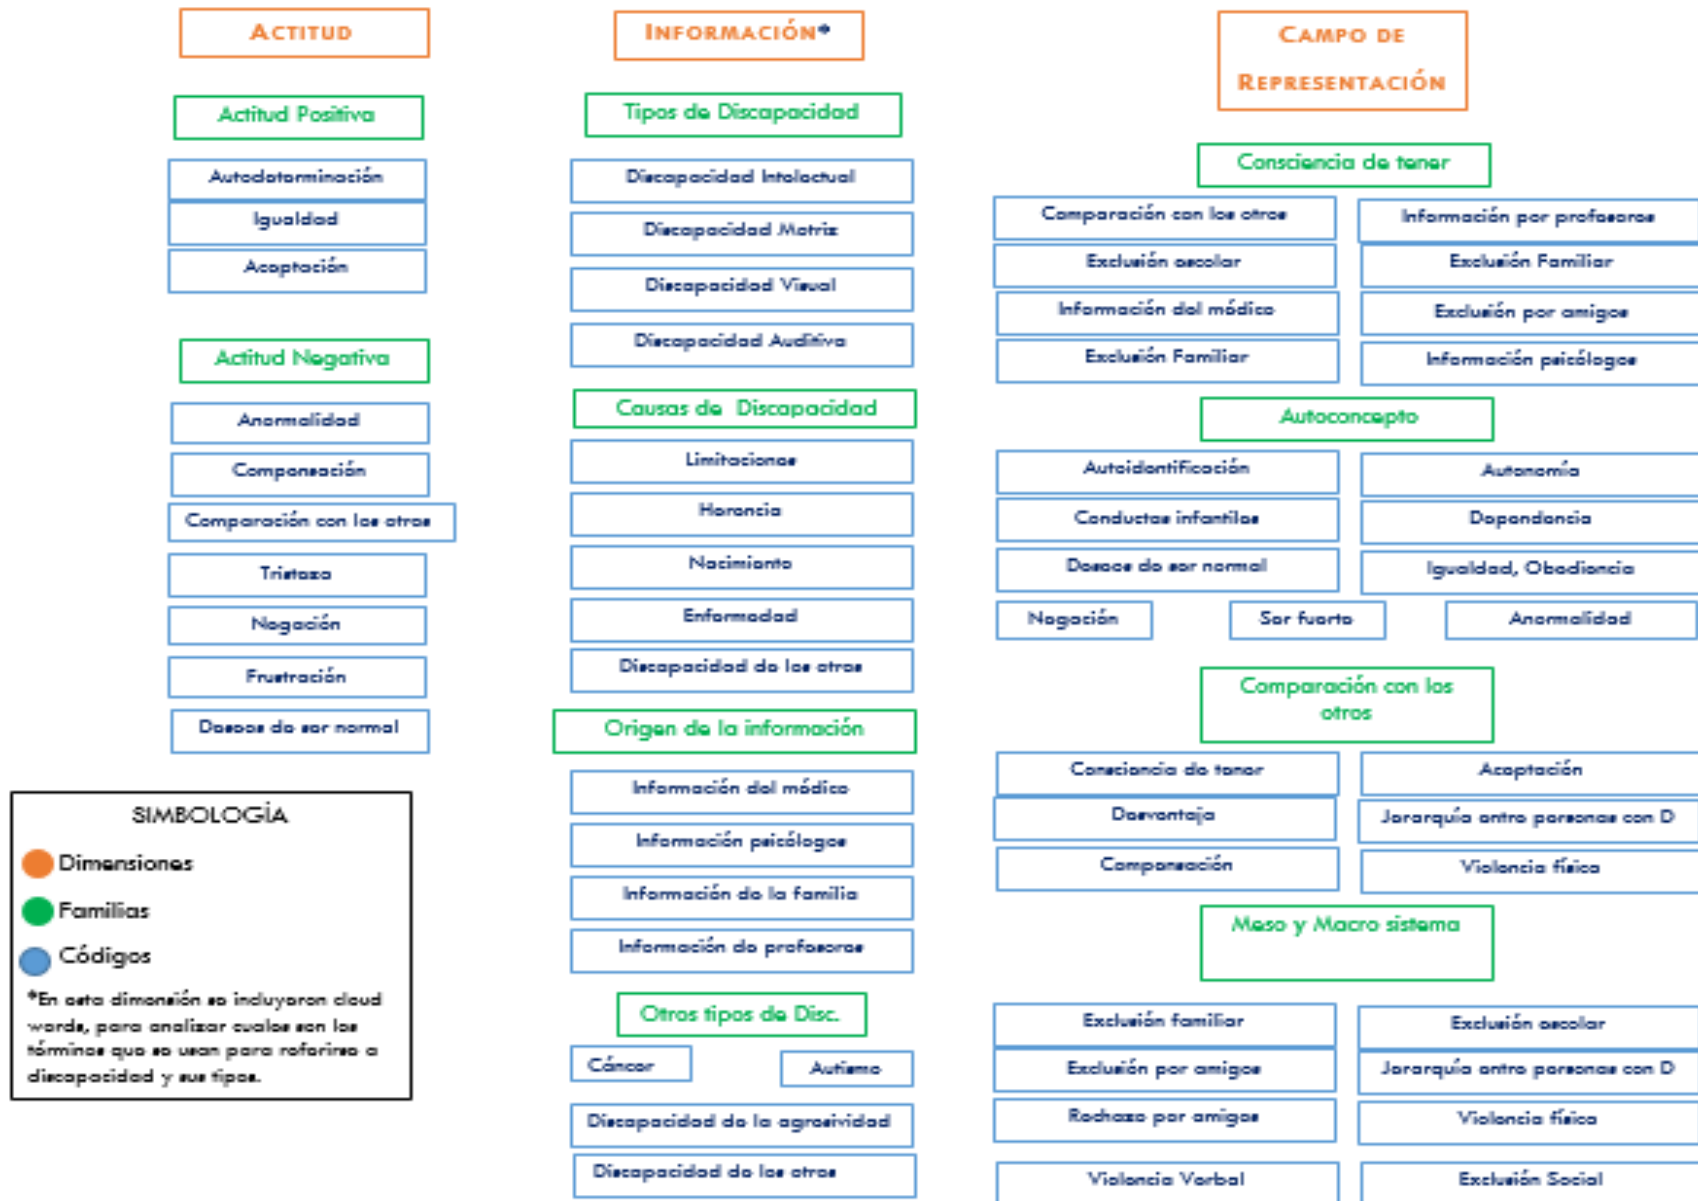 ACTITUD
Actitud Positiva
Autodeterminación
Igualdad
Aceptación
Actitud Negativa
Anormalidad
Compensación
Comparación con los otros
Tristeza
Negación
Frustración
Deseos de ser normal
SIMBOLOGÍA
Dimensiones
Familias
Códigos
*En esta dimensión se incluyeron cloud
words, para analizar cuales son los
términos que se usan para referirse a
discapacidad y sus tipos.
INFORMACIÓN*
Tipos de Discapacidad
Discapacidad Intelectual
Discapacidad Motriz
Discapacidad Visual
Discapacidad Auditiva
Causas de Discapacidad
Limitaciones
Herencia
Nacimiento
Enfermedad
Discapacidad de los otros
Origen de la información
Información del médico
Información psicólogos
Información de la familia
Información de profesores
Otros tipos de Disc.
Cáncer
Autismo
Discapacidad de la agresividad
Discapacidad de los otros
CAMPO DE
REPRESENTACIÓN
Consciencia de tener
Comparación con los otros
Información por profesores
Exclusión escolar
Exclusión Familiar
Información del médico
Exclusión por amigos
Exclusión Familiar
Información psicólogos
Autoconcepto
Autoidentificación
Autonomía
Conductas infantiles
Dependencia
Deseos de ser normal
Igualdad, Obediencia
Negación
Ser fuerte
Anormalidad
Comparación con los
otros
Consciencia de tener
Aceptación
Desventaja
Jerarquía entre personas con D
Compensación
Violencia física
Meso y Macro sistema
Exclusión familiar
Exclusión escolar
Exclusión por amigos
Jerarquía entre personas con D
Rechazo por amigos
Violencia física
Violencia Verbal
Exclusión Social